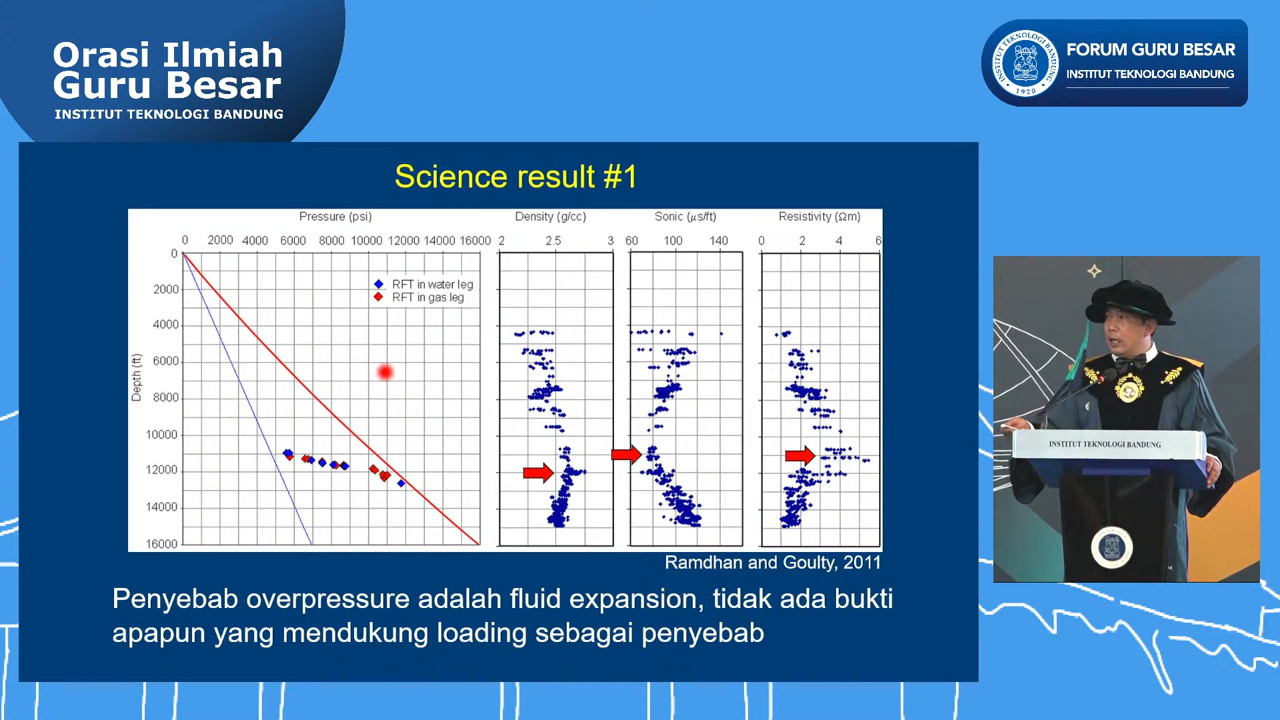 Orasi Ilmiah
Guru Besar
INSTITUT TEKNOLOGI BANDUNG
INSTITUT TEKNOLOGI BANDUNG
1920
FORUM GURU BESAR
INSTITUT TEKNOLOGI BANDUNG
Science result #1
Pressure (psi)
0 2000 4000 6000 8000 10000 12000 14000 16000
Depth (ft)
0
2000
4000
6000
8000
10000
12000
14000
16000
RFT in water leg
RFT in gas leg
Density (g/cc)
2 2.5 3
Sonic (µs/ft)
60 100 140
Resistivity (Ωm)
0 2 4 6
Ramdhan and Goulty, 2011
Penyebab overpressure adalah fluid expansion, tidak ada bukti
apapun yang mendukung loading sebagai penyebab
INSTITUT TEKNOLOGI BANDUNG